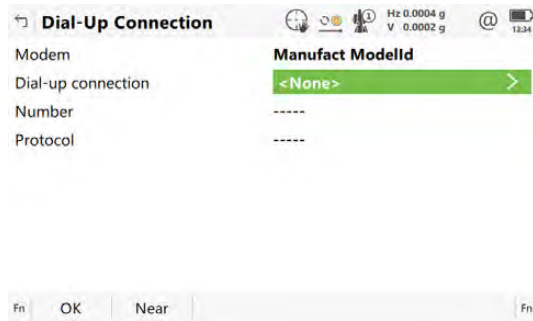 Dial-Up Connection
1
Hz 0.0004 g
V 0.0002 g
@
12:34
Modem Manufact ModelId
Dial-up connection <None>
Number -----
Protocol -----
Fn OK Near Fn